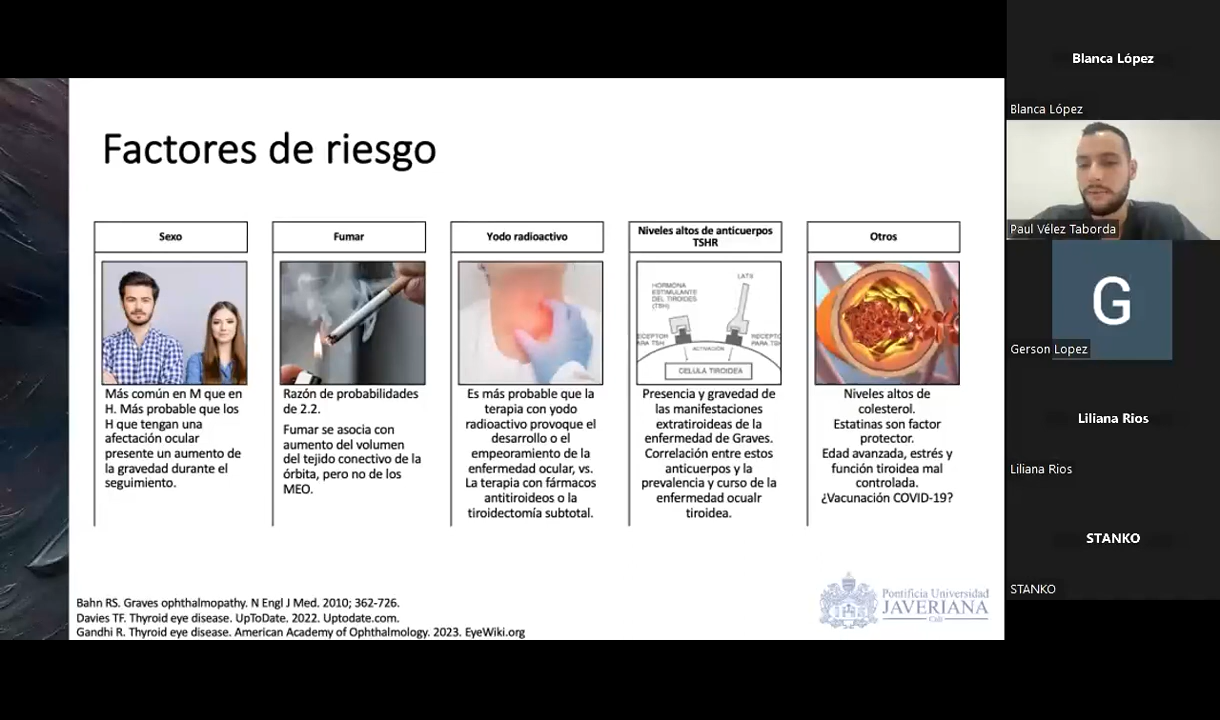 Factores de riesgo
Sexo
Más común en M que en
H. Más probable que los
H que tengan una
afectación ocular
presente un aumento de
la gravedad durante el
seguimiento.
Fumar
Razón de probabilidades
de 2.2.
Fumar se asocia con
aumento del volumen
del tejido conectivo de la
órbita, pero no de los
MEO.
Yodo radioactivo
Es más probable que la
terapia con yodo
radioactivo provoque el
desarrollo o el
empeoramiento de la
enfermedad ocular, vs.
La terapia con fármacos
antitiroideos o la
tiroidectomía subtotal.
Niveles altos de anticuerpos
TSHR
LATS
HORMONA
ESTIMULANTE
DEL TIROIDES
(TSH)
ECEPTOR
RA TSH
RECEPTO
PARA TSH
ACTIVACIÓN
CELULA TIROIDEA
Presencia y gravedad de
las manifestaciones
extratiroideas de la
enfermedad de Graves.
Correlación entre estos
anticuerpos y la
prevalencia y curso de la
enfermedad ocualr
tiroidea.
Otros
Niveles altos de
colesterol.
Estatinas son factor
protector.
Edad avanzada, estrés y
función tiroidea mal
controlada.
¿Vacunación COVID-19?
Bahn RS. Graves ophthalmopathy. N Engl J Med. 2010; 362-726.
Davies TF. Thyroid eye disease. UpToDate. 2022. Uptodate.com.
Gandhi R. Thyroid eye disease. American Academy of Ophthalmology. 2023. EyeWiki.org
Pontificia Universidad
JAVERIANA
Cali
Blanca López
Blanca López
Paul Vélez Taborda
G
Gerson Lopez
Liliana Rios
Liliana Rios
STANKO
STANKO